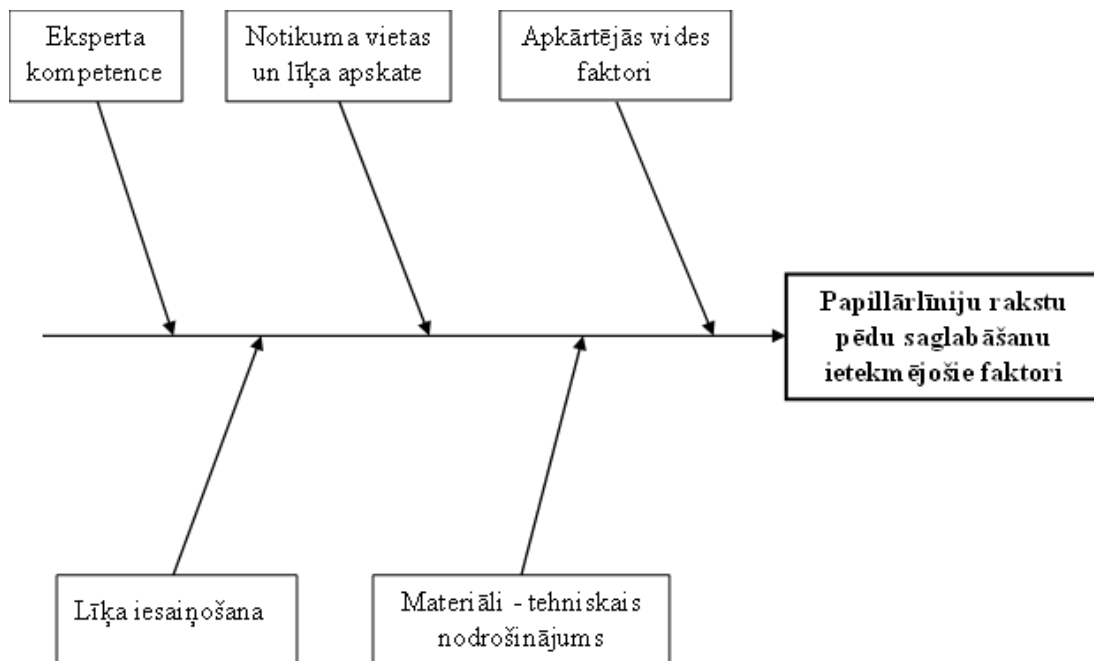 Eksperta
kompetence
Notikuma vietas
un līķa apskate
Apkārtējās vides
faktori
Papillārlīniju rakstu
pēdu saglabāšanu
ietekmējošie faktori
Līķa iesaiņošana
Materiāli - tehniskais
nodrošinājums